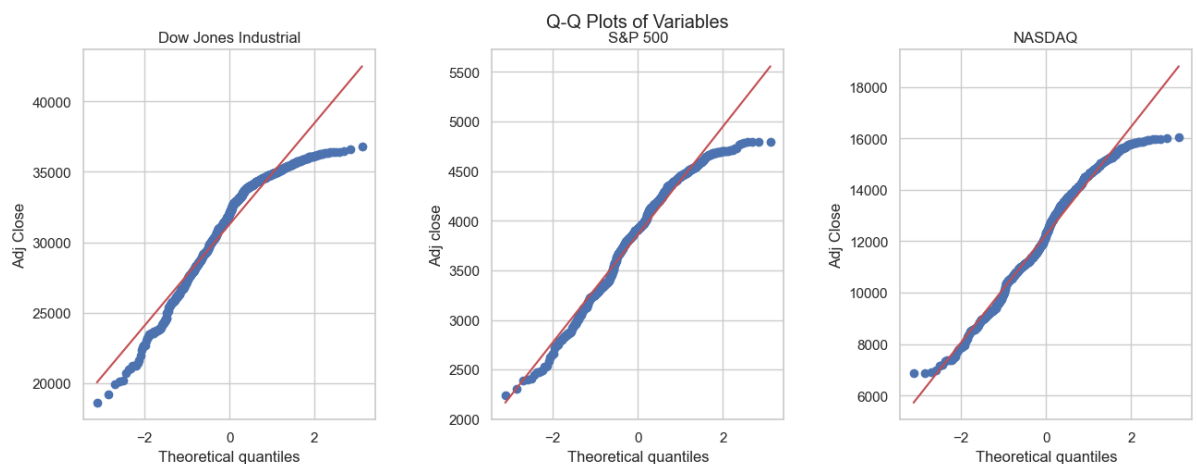 Q-Q Plots of Variables
Dow Jones Industrial
40000
35000
30000
25000
20000
Adj Close
−2
0
2
Theoretical quantiles
S&P 500
5500
5000
4500
4000
3500
3000
2500
2000
Adj close
−2
0
2
Theoretical quantiles
NASDAQ
18000
16000
14000
12000
10000
8000
6000
Adj Close
−2
0
2
Theoretical quantiles